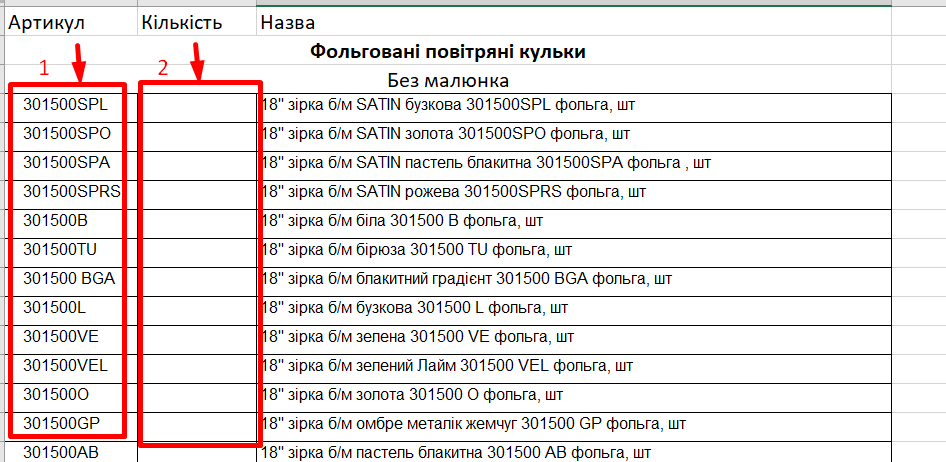 Артикул Кількість Назва
Фольговані повітряні кульки
1 2
Без малюнка
301500SPL 18" зірка б/м SATIN бузкова 301500SPL фольга, шт
301500SPO 18" зірка б/м SATIN золота 301500SPO фольга, шт
301500SPA 18" зірка б/м SATIN пастель блакитна 301500SPA фольга , шт
301500SPRS 18" зірка б/м SATIN рожева 301500SPRS фольга, шт
301500B 18" зірка б/м біла 301500 B фольга, шт
301500TU 18" зірка б/м бірюза 301500 TU фольга, шт
301500 BGA 18" зірка б/м блакитний градієнт 301500 BGA фольга, шт
301500L 18" зірка б/м бузкова 301500 L фольга, шт
301500VE 18" зірка б/м зелена 301500 VE фольга, шт
301500VEL 18" зірка б/м зелений Лайм 301500 VEL фольга, шт
301500O 18" зірка б/м золота 301500 O фольга, шт
301500GP 18" зірка б/м омбре металік жемчуг 301500 GP фольга, шт
301500AB 18" зірка б/м пастель блакитна 301500 AB фольга, шт